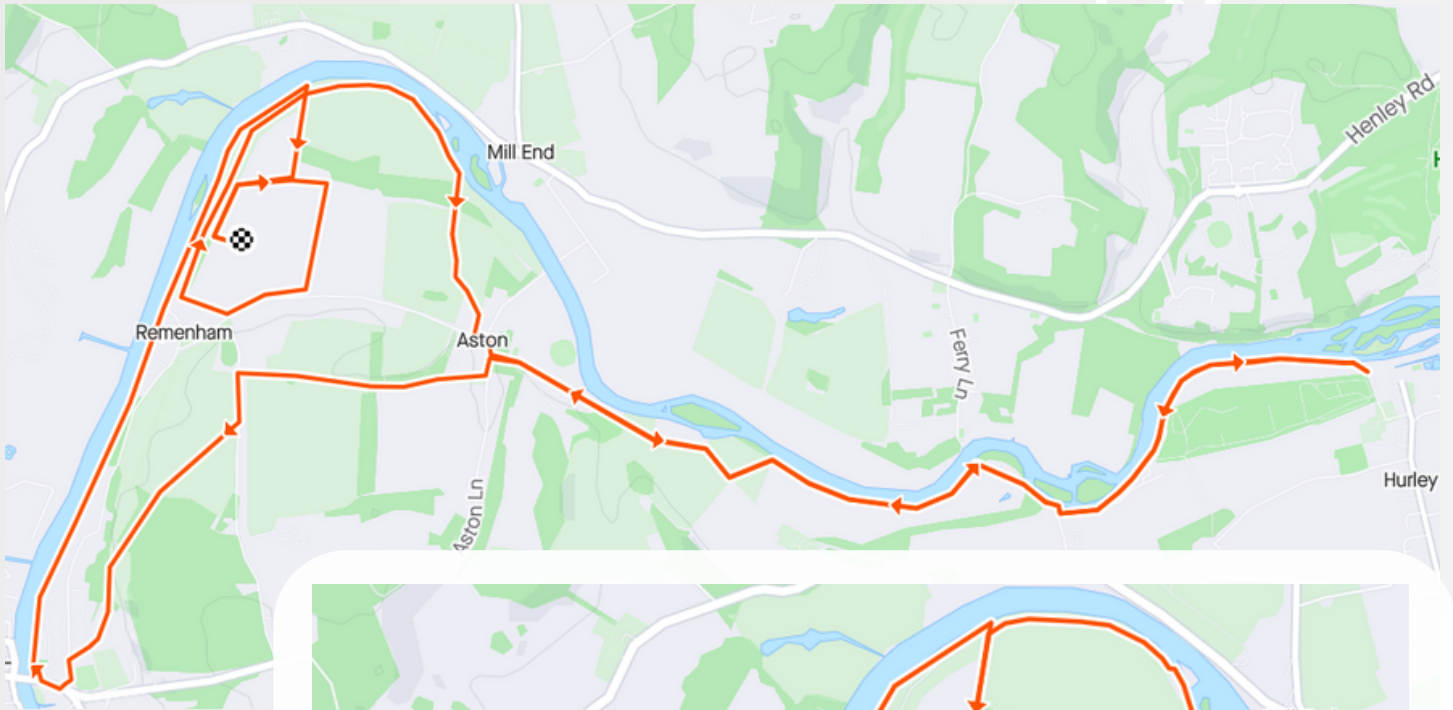 Mill End
Henley Rd
H
Remenham
Aston
Ferry Ln
Hurley
Aston Ln